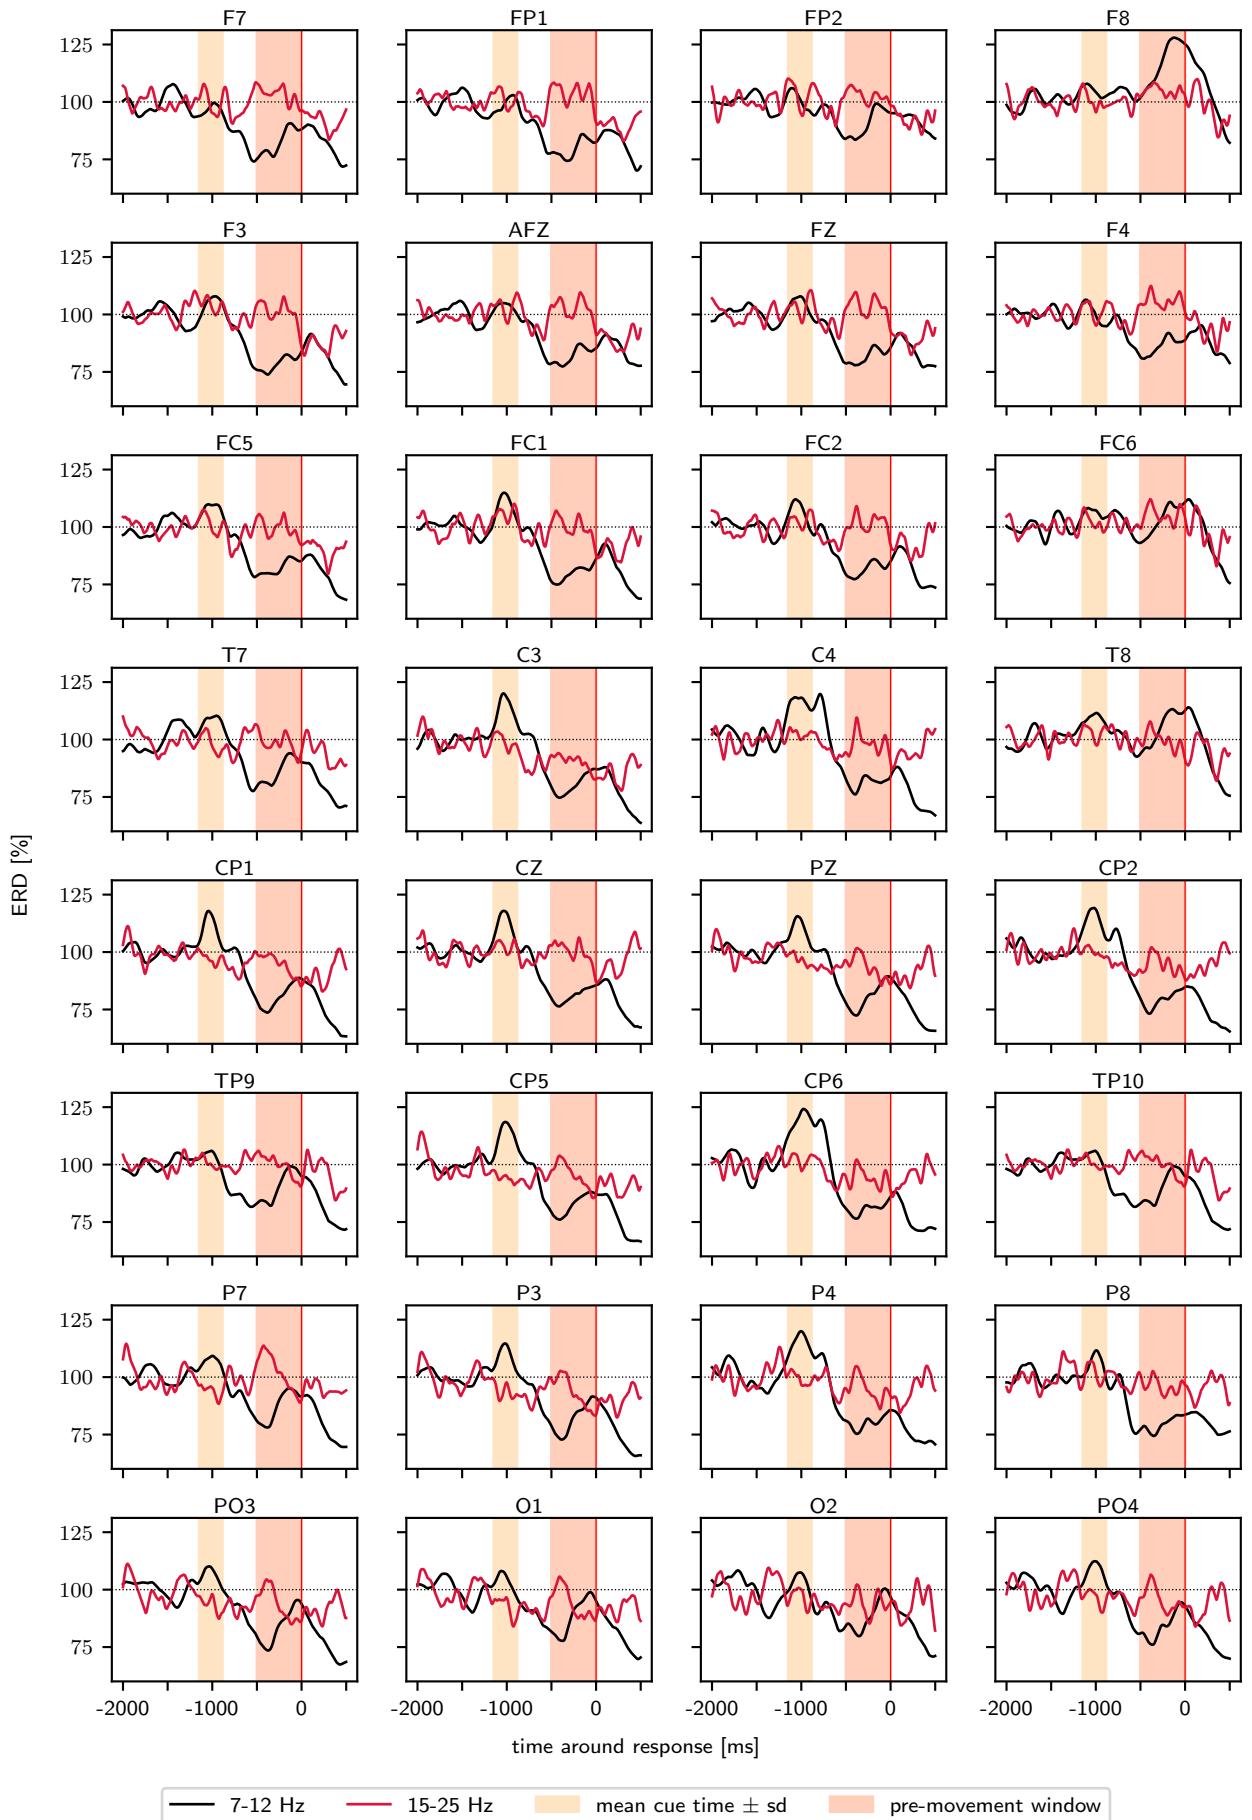 F7 FP1 FP2 F8
125
100
75
F3 AFZ FZ F4
125
100
75
FC5 FC1 FC2 FC6
125
100
75
T7 C3 C4 T8
125
100
75
ERD [%]
CP1 CZ PZ CP2
125
100
75
TP9 CP5 CP6 TP10
125
100
75
P7 P3 P4 P8
125
100
75
PO3 O1 O2 PO4
125
100
75
-2000 -1000 0 -2000 -1000 0 -2000 -1000 0 -2000 -1000 0
time around response [ms]
7-12 Hz 15-25 Hz mean cue time ± sd pre-movement window